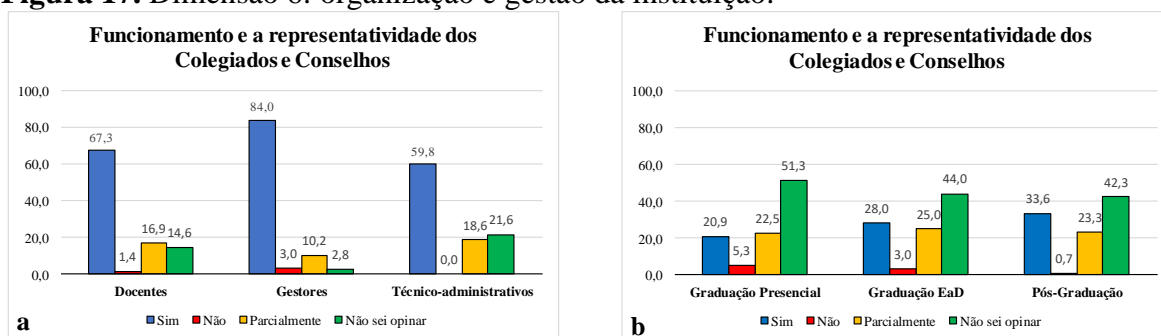 Figura 17. Dimensão 6: organização e gestão da instituição.
Funcionamento e a representatividade dos
Colegiados e Conselhos
100,0
80,0
60,0
40,0
20,0
0,0
67,3
1,4
16,9
14,6
84,0
3,0
10,2
2,8
59,8
0,0
18,6
21,6
Docentes
Gestores
Técnico-administrativos
Sim Não Parcialmente Não sei opinar
a
Funcionamento e a representatividade dos
Colegiados e Conselhos
100,0
80,0
60,0
40,0
20,0
0,0
20,9
5,3
22,5
51,3
28,0
3,0
25,0
44,0
33,6
0,7
23,3
42,3
Graduação Presencial
Graduação EaD
Pós-Graduação
Sim Não Parcialmente Não sei opinar
b